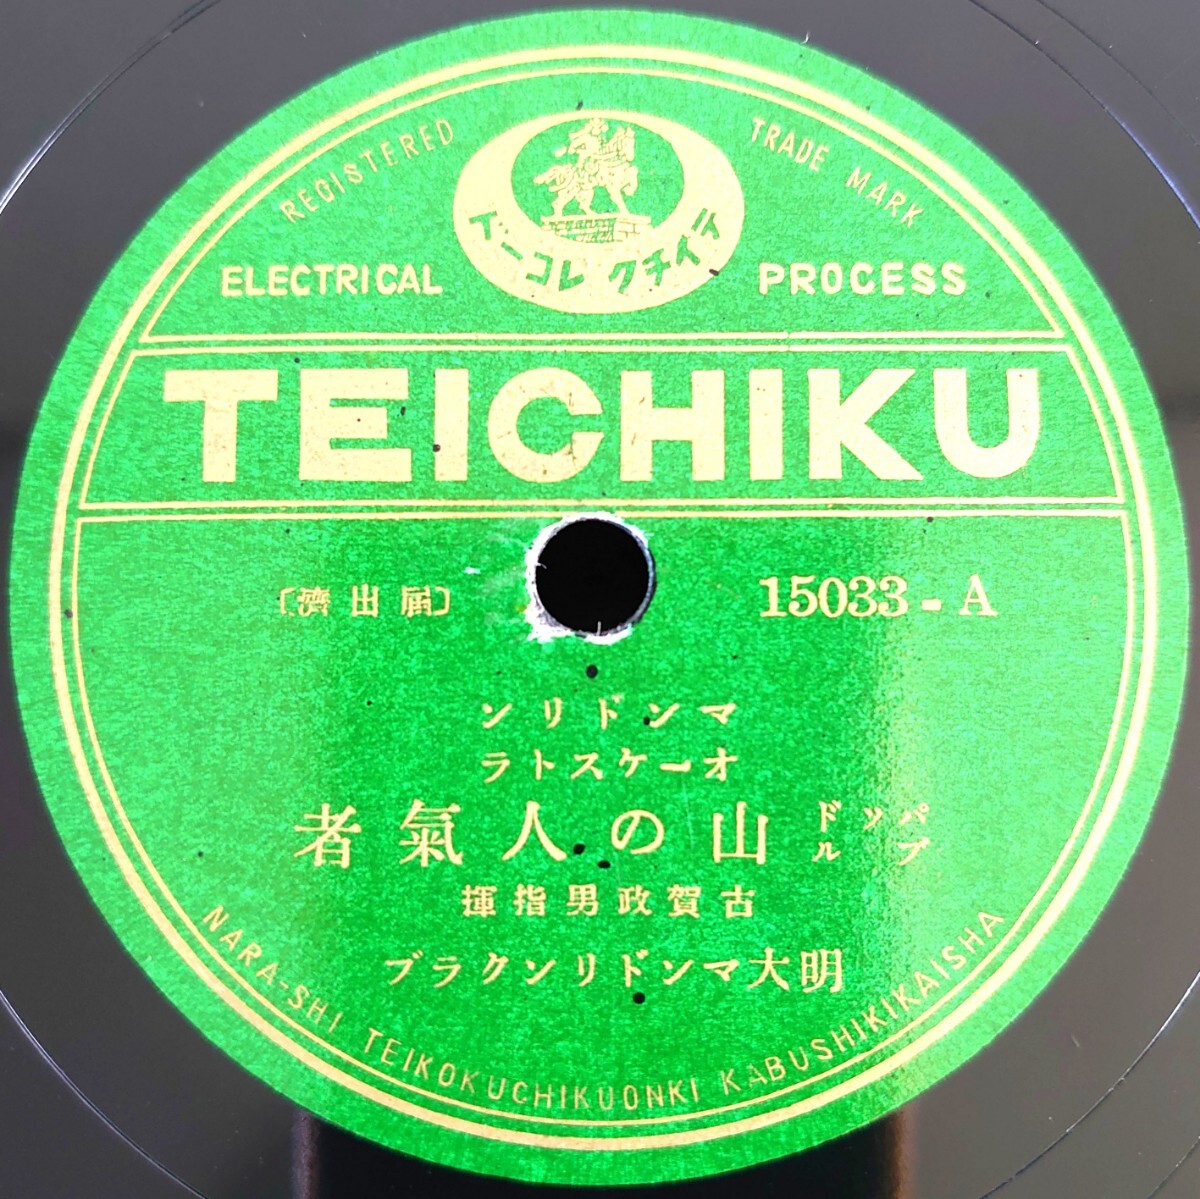 REGISTERED TRADE MARK
テイチクレコード
ELECTRICAL PROCESS
TEICHIKU
〔届出濟〕 15033-A
マンドリン
オーケストラ
パッド
ブル
山の人氣者
古賀政男指揮
明大マンドリンクラブ
NARA-SHI TEIKOKUCHIKUONKI KABUSHIKIKAISHA